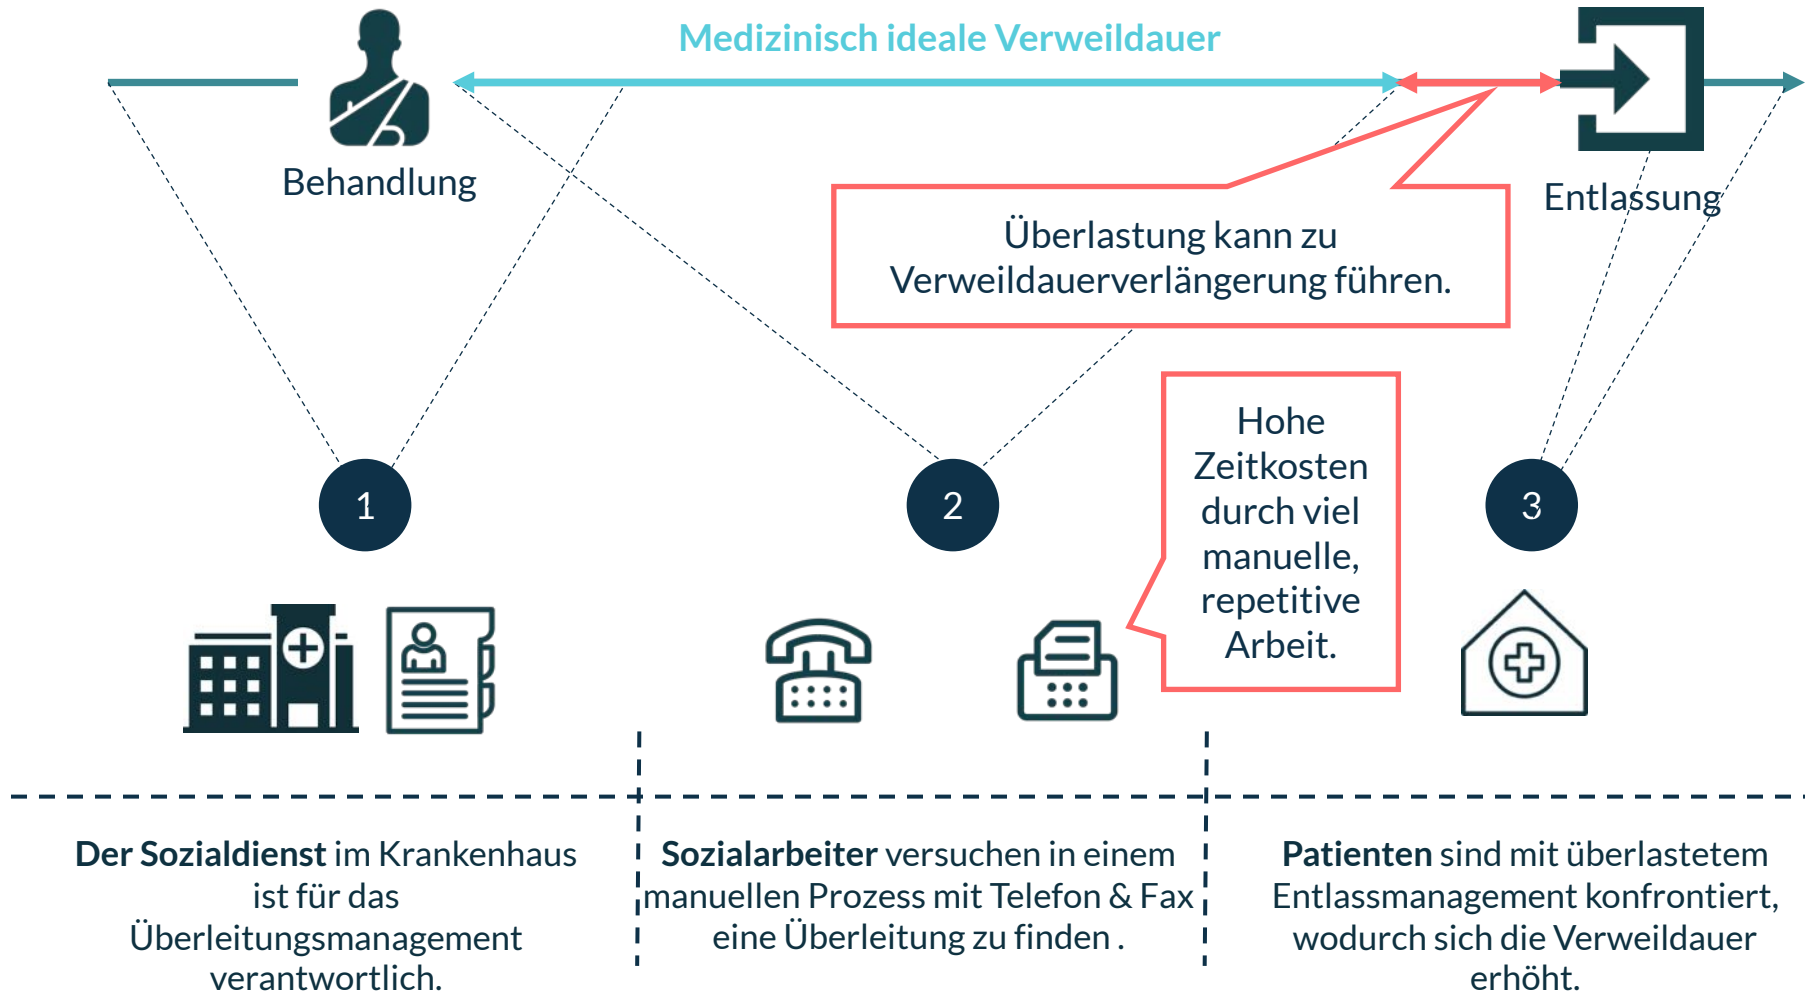 Medizinisch ideale Verweildauer
Behandlung
Entlassung
Überlastung kann zu
Verweildauerverlängerung führen.
Hohe
Zeitkosten
durch viel
manuelle,
repetitive
Arbeit.
1
2
3
Der Sozialdienst im Krankenhaus
ist für das
Überleitungsmanagement
verantwortlich.
Sozialarbeiter versuchen in einem
manuellen Prozess mit Telefon & Fax
eine Überleitung zu finden .
Patienten sind mit überlastetem
Entlassmanagement konfrontiert,
wodurch sich die Verweildauer
erhöht.